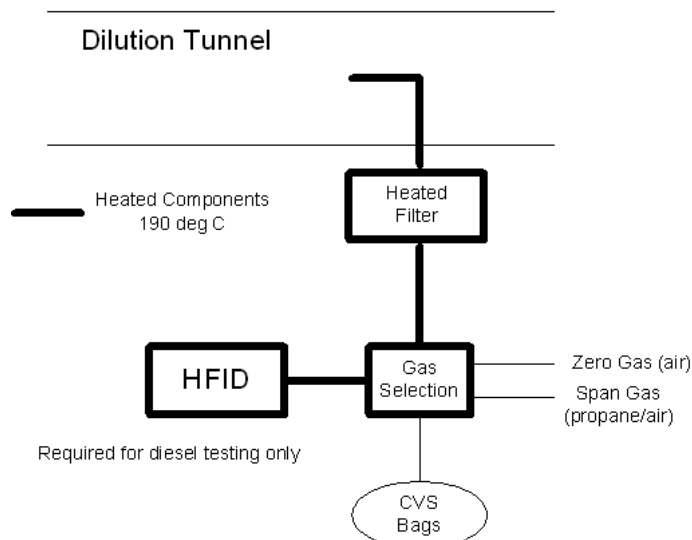 Dilution Tunnel
Heated Components
190 deg C
Heated
Filter
HFID
Gas
Selection
Zero Gas (air)
Span Gas
(propane/air)
Required for diesel testing only
CVS
Bags